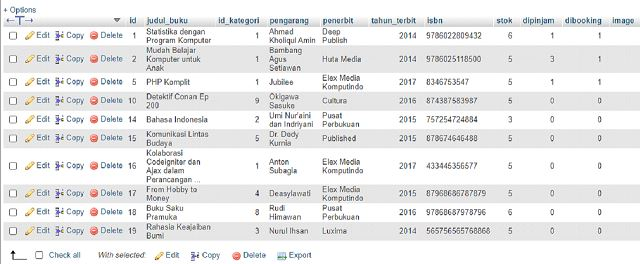 + Options
←T→ id judul_buku id_kategori pengarang penerbit tahun_terbit isbn stok dipinjam dibooking image
Edit Copy Delete 1 Statistika dengan Program Komputer 1 Ahmad Kholiqul Amin Deep Publish 2014 9786022809432 6 1 1
Edit Copy Delete 2 Mudah Belajar Komputer untuk Anak 1 Bambang Agus Setiawan Huta Media 2014 9786025118500 5 3 1
Edit Copy Delete 5 PHP Komplit 1 Jubilee Elex Media Komputindo 2017 8346753547 5 1 1
Edit Copy Delete 10 Detektif Conan Ep 200 9 Okigawa Sasuke Cultura 2016 874387583987 5 0 0
Edit Copy Delete 14 Bahasa Indonesia 2 Umi Nur'aini dan Indriyani Pusat Perbukuan 2015 757254724884 3 0 0
Edit Copy Delete 15 Komunikasi Lintas Budaya 5 Dr. Dedy Kurnia Published 2015 878674646488 5 0 0
Edit Copy Delete 16 Kolaborasi Codeigniter dan Ajax dalam Perancangan ... 1 Anton Subagia Elex Media Komputindo 2017 433445356577 5 0 0
Edit Copy Delete 17 From Hobby to Money 4 Deasylawati Elex Media Komputindo 2015 87968686787879 5 0 0
Edit Copy Delete 18 Buku Saku Pramuka 8 Rudi Himawan Pusat Perbukuan 2016 97868687978796 6 0 0
Edit Copy Delete 19 Rahasia Keajaiban Bumi 3 Nurul Ihsan Luxima 2014 565756565768868 5 0 0
Check all With selected: Edit Copy Delete Export